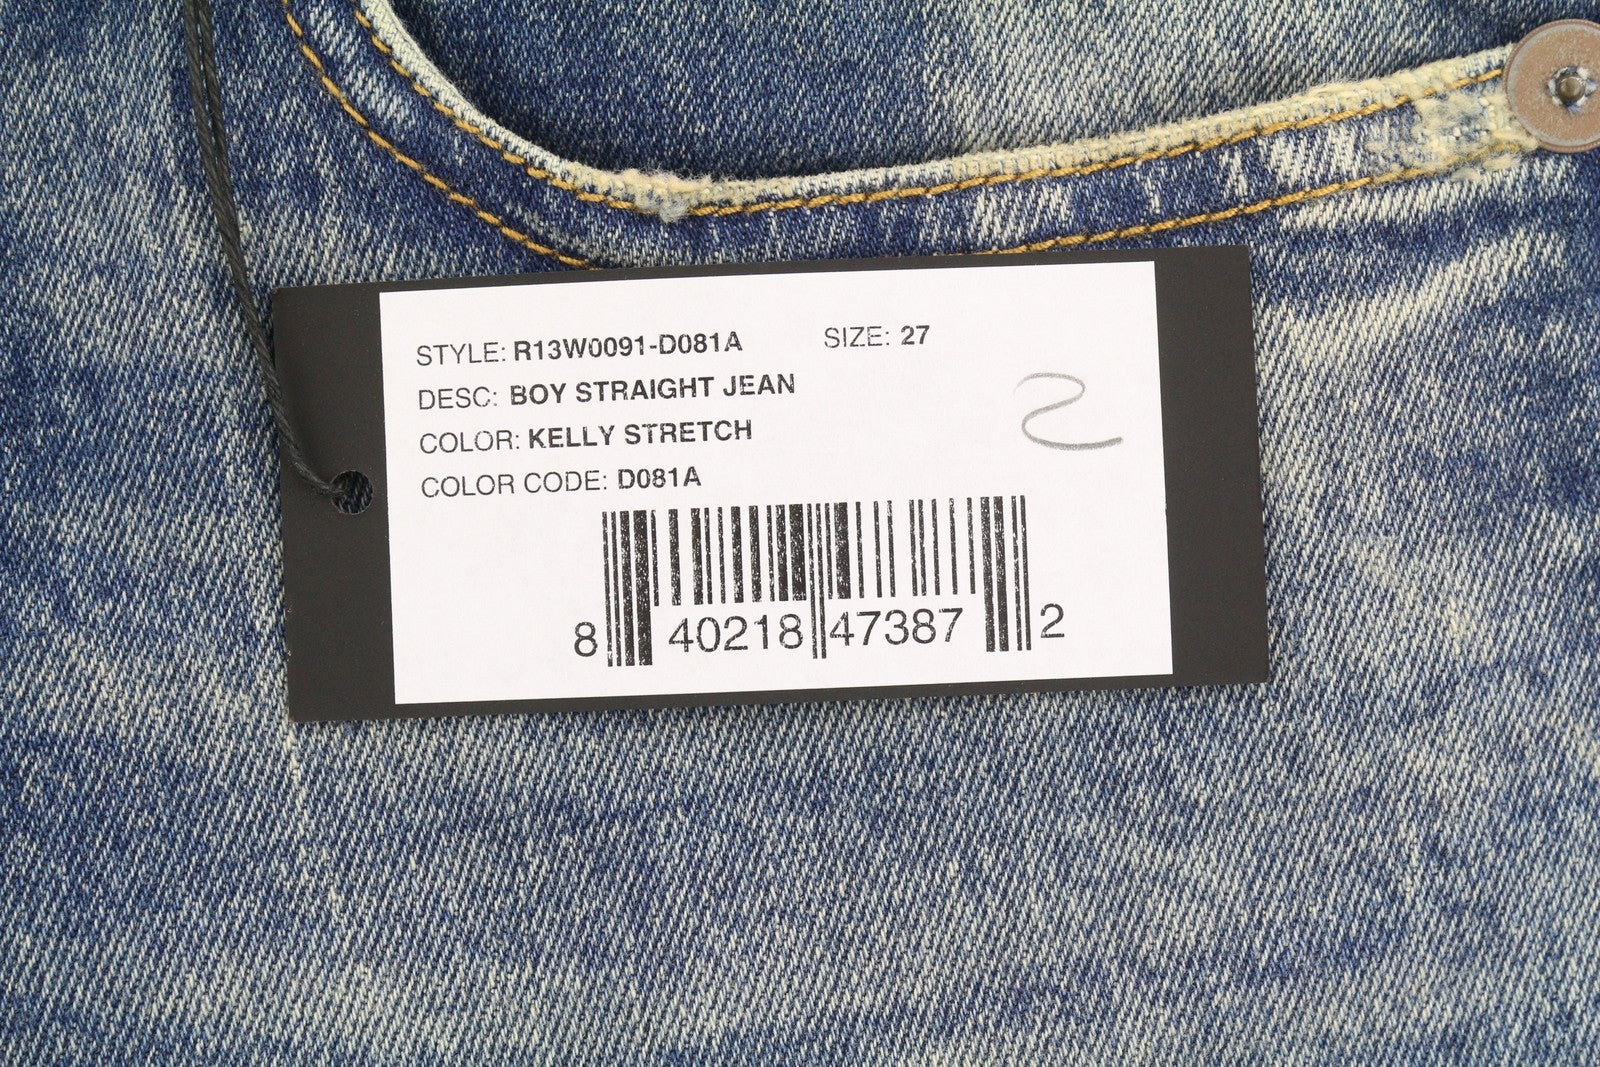 STYLE: R13W0091-D081A SIZE: 27
DESC: BOY STRAIGHT JEAN
COLOR: KELLY STRETCH
COLOR CODE: D081A
8 40218 47387 2